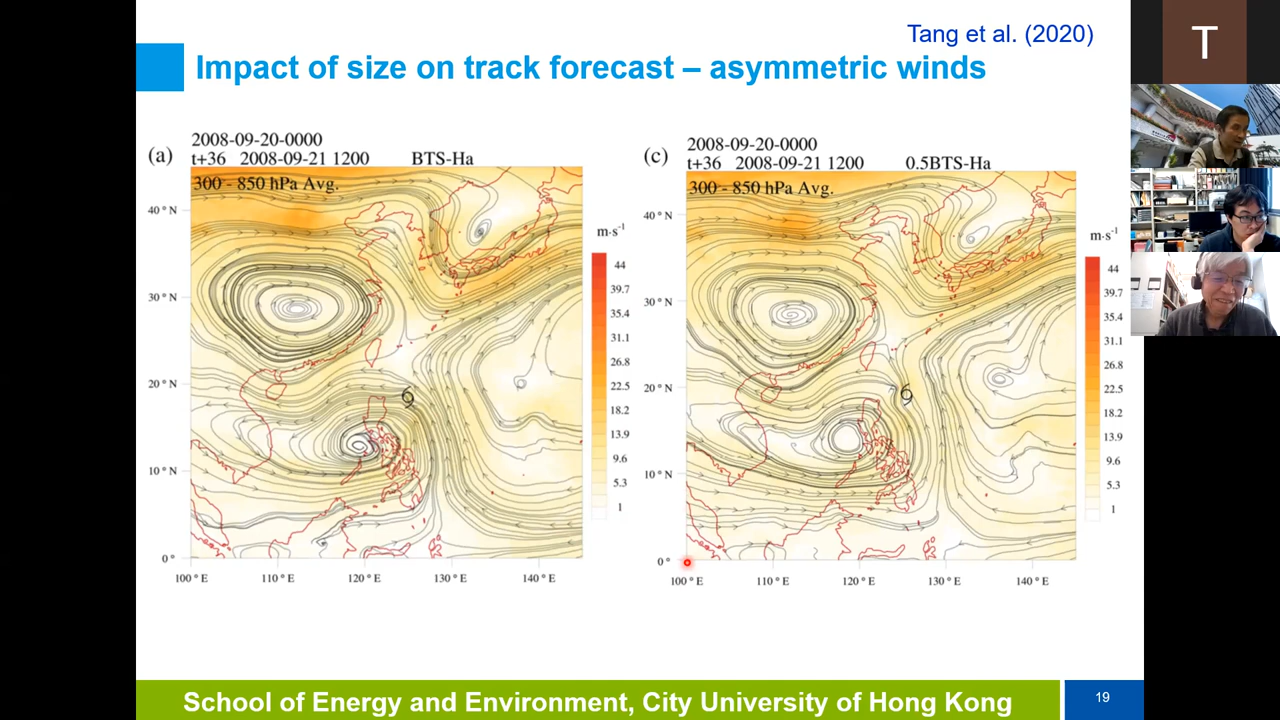 Tang et al. (2020)
T
Impact of size on track forecast – asymmetric winds
(a)
2008-09-20-0000
t+36 2008-09-21 1200 BTS-Ha
300 - 850 hPa Avg.
40 ° N
30 ° N
20 ° N
10 ° N
0 °
100 ° E
110 ° E
120 ° E
130 ° E
140 ° E
m·s⁻¹
44
39.7
35.4
31.1
26.8
22.5
18.2
13.9
9.6
5.3
1
(c)
2008-09-20-0000
t+36 2008-09-21 1200 0.5BTS-Ha
300 - 850 hPa Avg.
40 ° N
30 ° N
20 ° N
10 ° N
0 °
100 ° E
110 ° E
120 ° E
130 ° E
140 ° E
m·s⁻¹
44
39.7
35.4
31.1
26.8
22.5
18.2
13.9
9.6
5.3
1
School of Energy and Environment, City University of Hong Kong
19